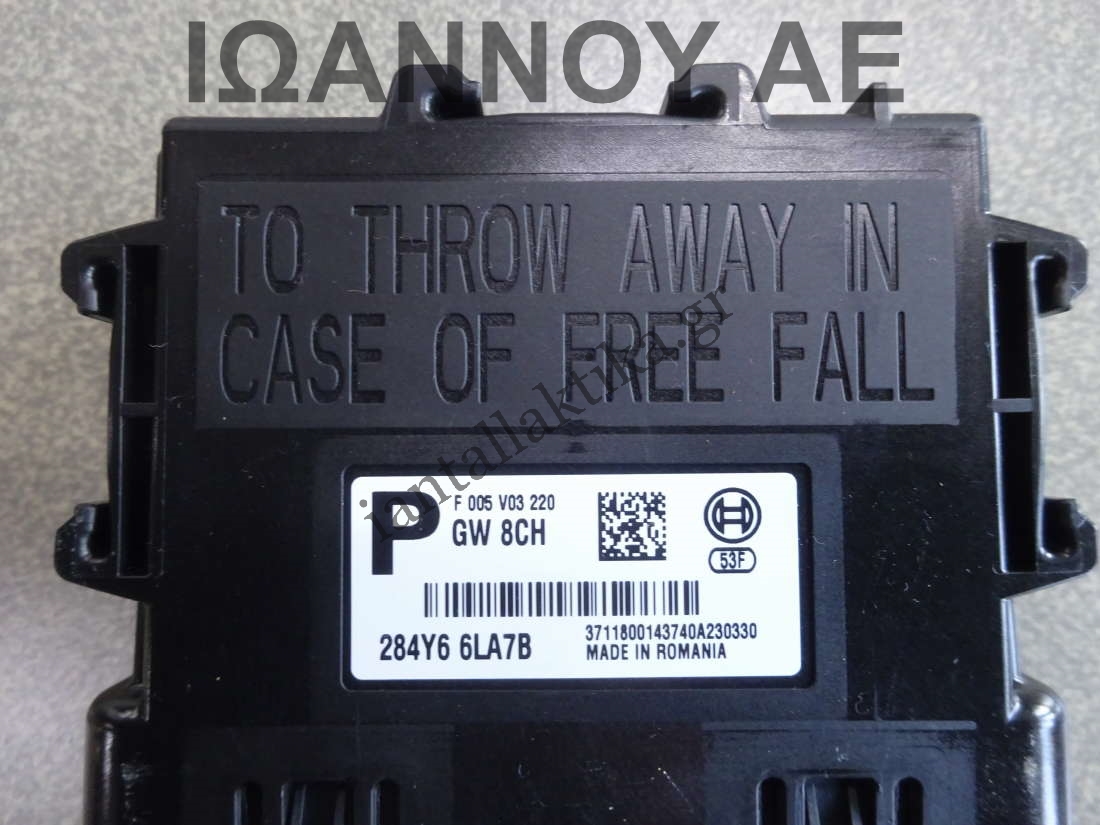 ΙΩΑΝΝΟΥ ΑΕ
TO THROW AWAY IN
CASE OF FREE FALL
iantallaktika.gr
P
F 005 V03 220
GW 8CH
53F
284Y6 6LA7B
3711800143740A230330
MADE IN ROMANIA